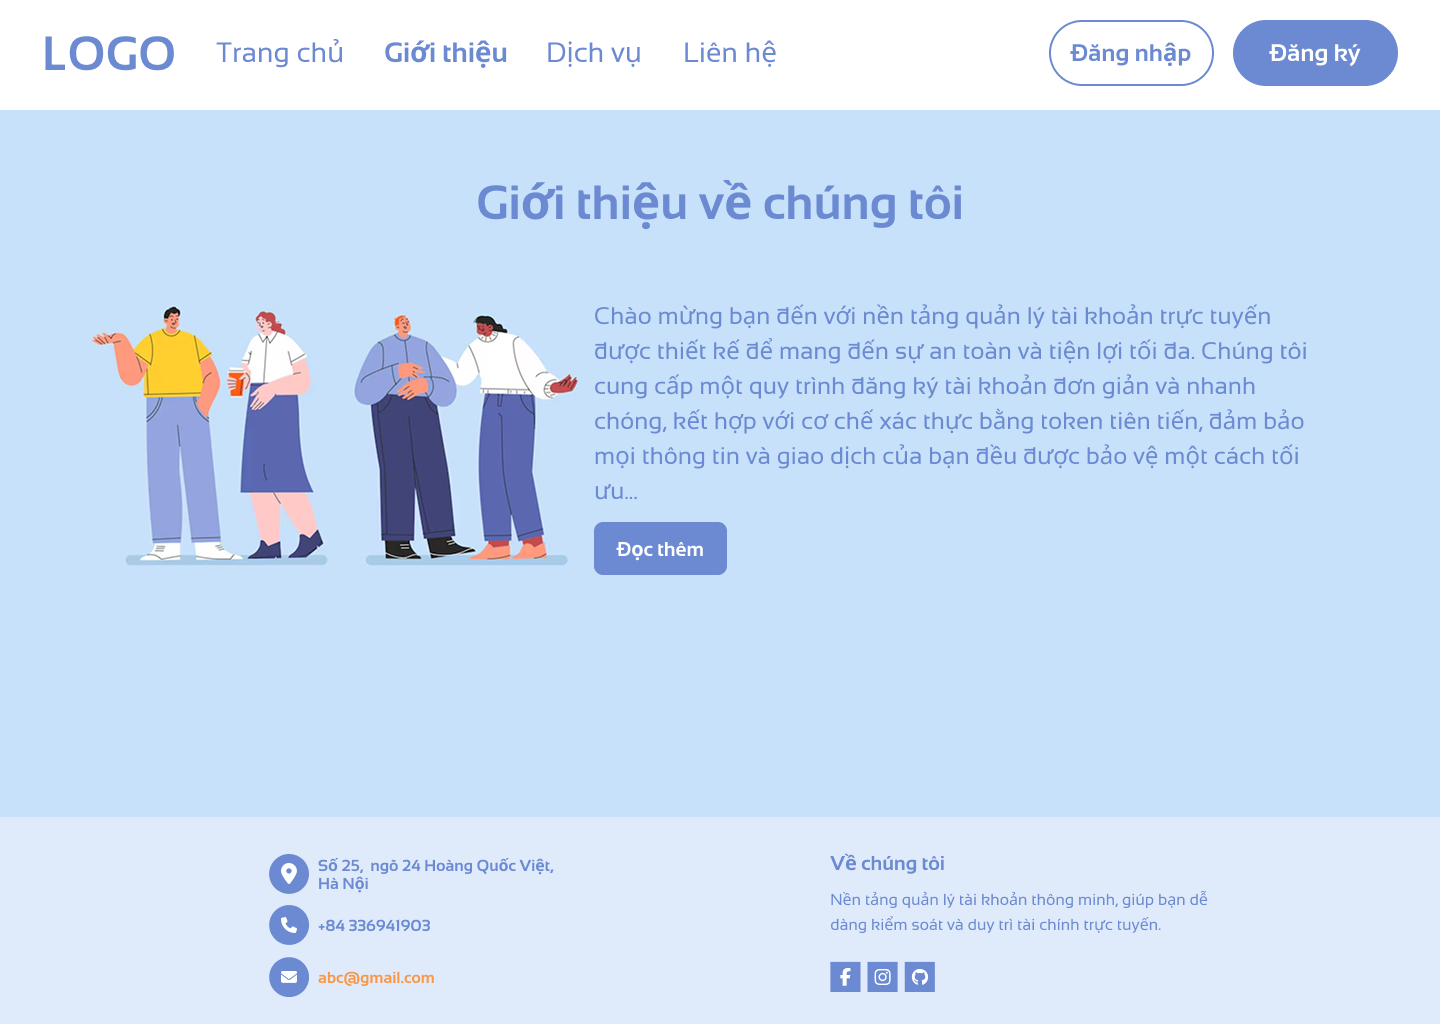 LOGO
Trang chủ
Giới thiệu
Dịch vụ
Liên hệ
Đăng nhập
Đăng ký
Giới thiệu về chúng tôi
Chào mừng bạn đến với nền tảng quản lý tài khoản trực tuyến
được thiết kế để mang đến sự an toàn và tiện lợi tối đa. Chúng tôi
cung cấp một quy trình đăng ký tài khoản đơn giản và nhanh
chóng, kết hợp với cơ chế xác thực bằng token tiên tiến, đảm bảo
mọi thông tin và giao dịch của bạn đều được bảo vệ một cách tối
ưu...
Đọc thêm
Số 25, ngõ 24 Hoàng Quốc Việt,
Hà Nội
+84 336941903
abc@gmail.com
Về chúng tôi
Nền tảng quản lý tài khoản thông minh, giúp bạn dễ
dàng kiểm soát và duy trì tài chính trực tuyến.